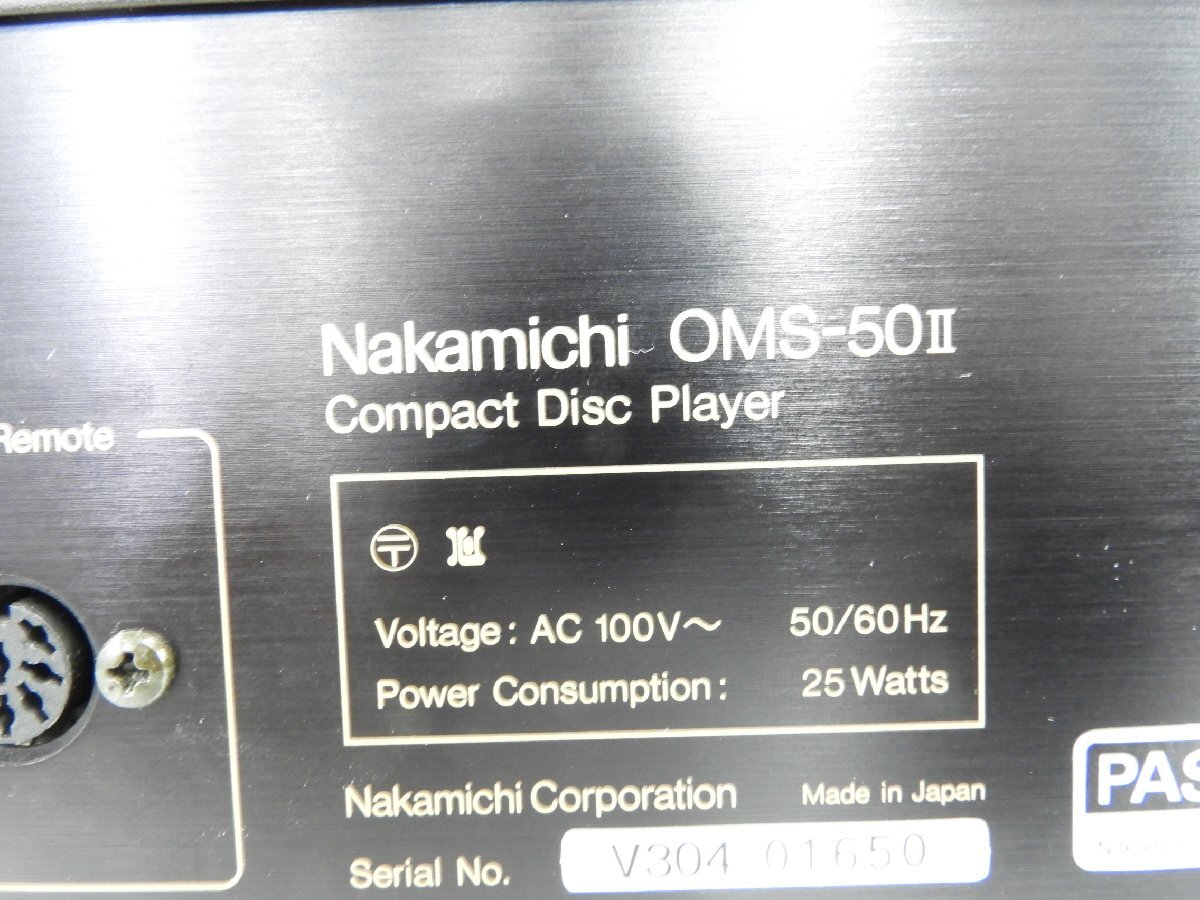 Nakamichi OMS-50II
Compact Disc Player
Remote
Voltage: AC 100V~ 50/60Hz
Power Consumption: 25 Watts
Nakamichi Corporation Made in Japan
Serial No. V304 01650
PAS